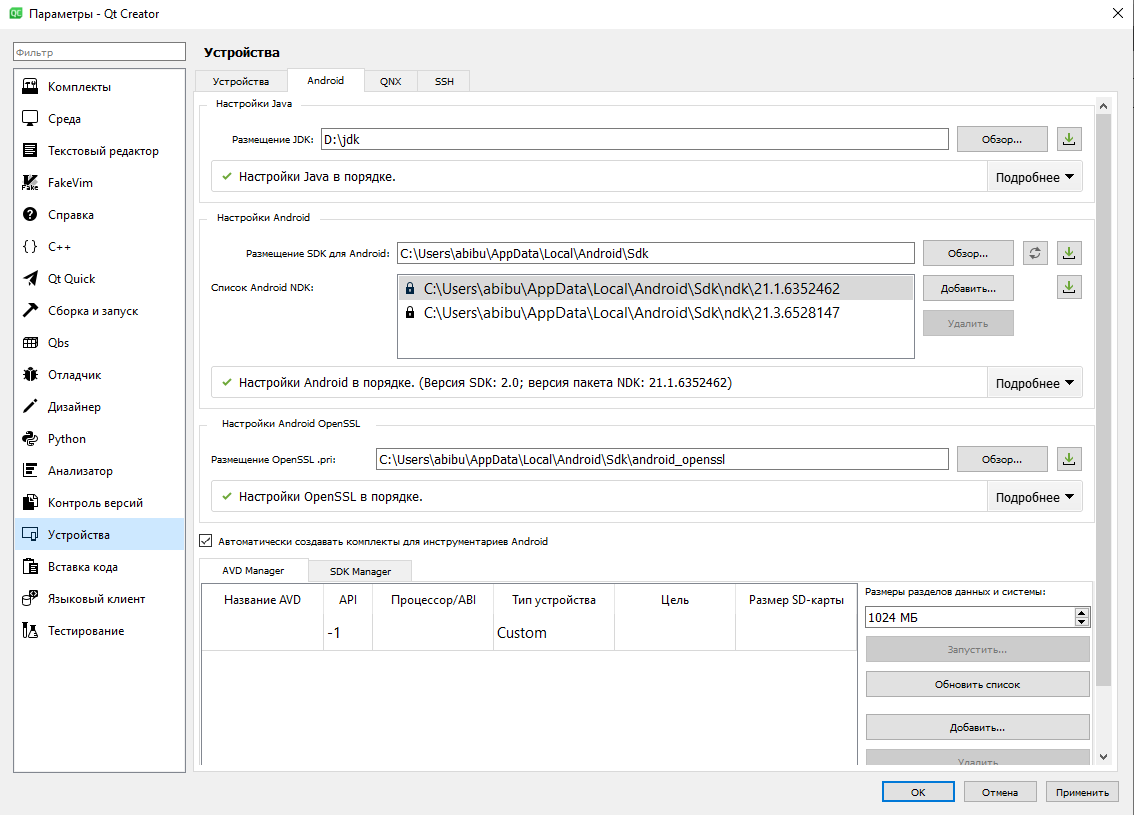 Параметры - Qt Creator
Фильтр
Комплекты
Среда
Текстовый редактор
FakeVim
Справка
C++
Qt Quick
Сборка и запуск
Qbs
Отладчик
Дизайнер
Python
Анализатор
Контроль версий
Устройства
Вставка кода
Языковый клиент
Тестирование
Устройства
Устройства Android QNX SSH
Настройки Java
Размещение JDK: D:\jdk Обзор...
Настройки Java в порядке. Подробнее
Настройки Android
Размещение SDK для Android: C:\Users\abibu\AppData\Local\Android\Sdk Обзор...
Список Android NDK: C:\Users\abibu\AppData\Local\Android\Sdk\ndk\21.1.6352462 Добавить...
C:\Users\abibu\AppData\Local\Android\Sdk\ndk\21.3.6528147 Удалить
Настройки Android в порядке. (Версия SDK: 2.0; версия пакета NDK: 21.1.6352462) Подробнее
Настройки Android OpenSSL
Размещение OpenSSL .pri: C:\Users\abibu\AppData\Local\Android\Sdk\android_openssl Обзор...
Настройки OpenSSL в порядке. Подробнее
Автоматически создавать комплекты для инструментариев Android
AVD Manager SDK Manager
Название AVD API Процессор/ABI Тип устройства Цель Размер SD-карты
-1 Custom
Размеры разделов данных и системы:
1024 МБ
Запустить...
Обновить список
Добавить...
Удалить
OK Отмена Применить